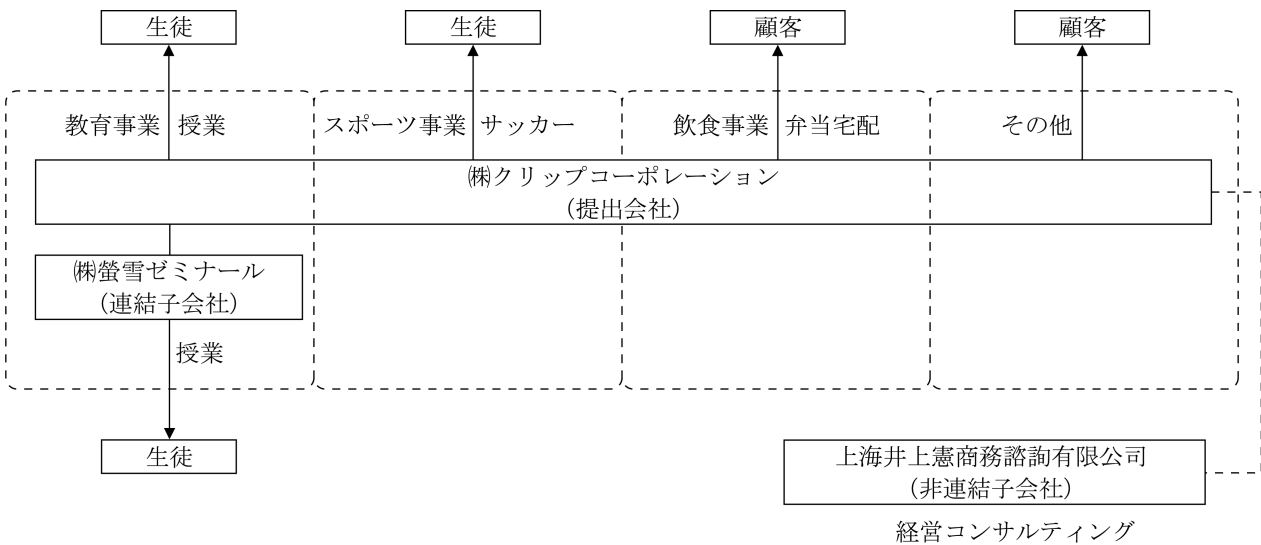 生徒
生徒
顧客
顧客
教育事業 授業
スポーツ事業 サッカー
飲食事業 弁当宅配
その他
㈱クリップコーポレーション
（提出会社）
㈱螢雪ゼミナール
（連結子会社）
授業
生徒
上海井上憲商務諮詢有限公司
（非連結子会社）
経営コンサルティング